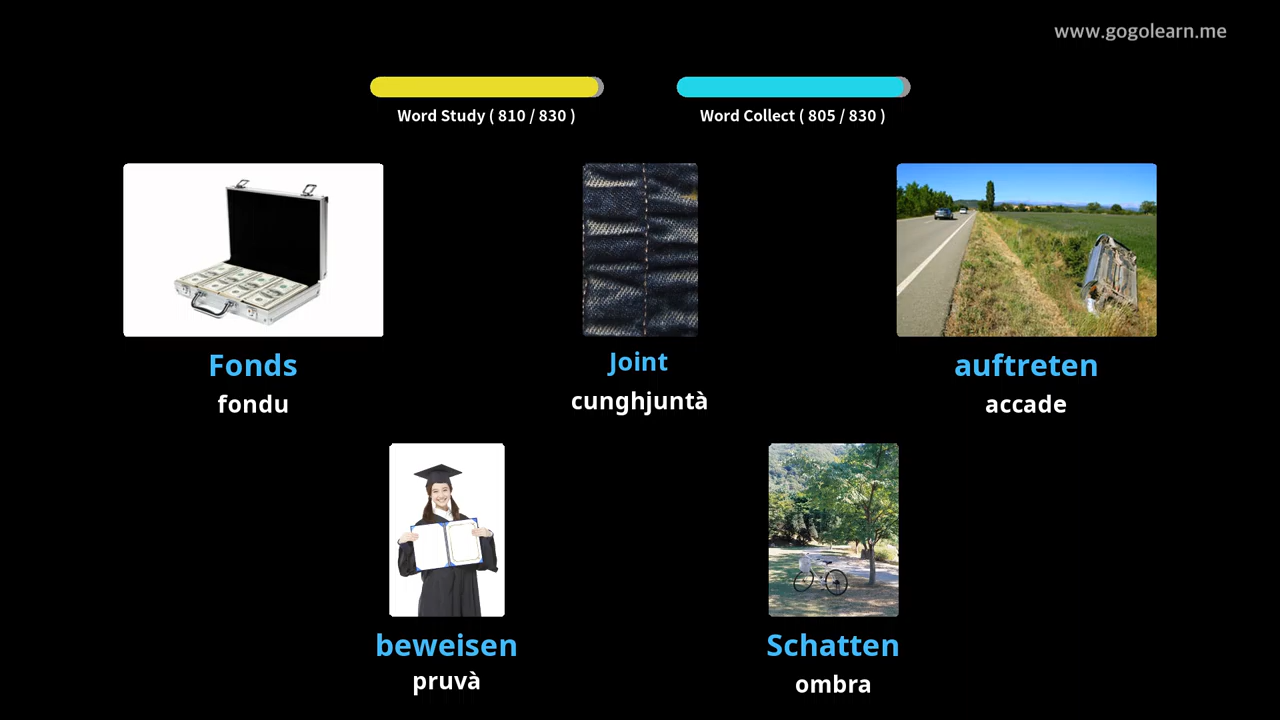 www.gogolearn.me
Word Study ( 810 / 830 )
Word Collect ( 805 / 830 )
Fonds
fondu
Joint
cunghjuntà
auftreten
accade
beweisen
pruvà
Schatten
ombra